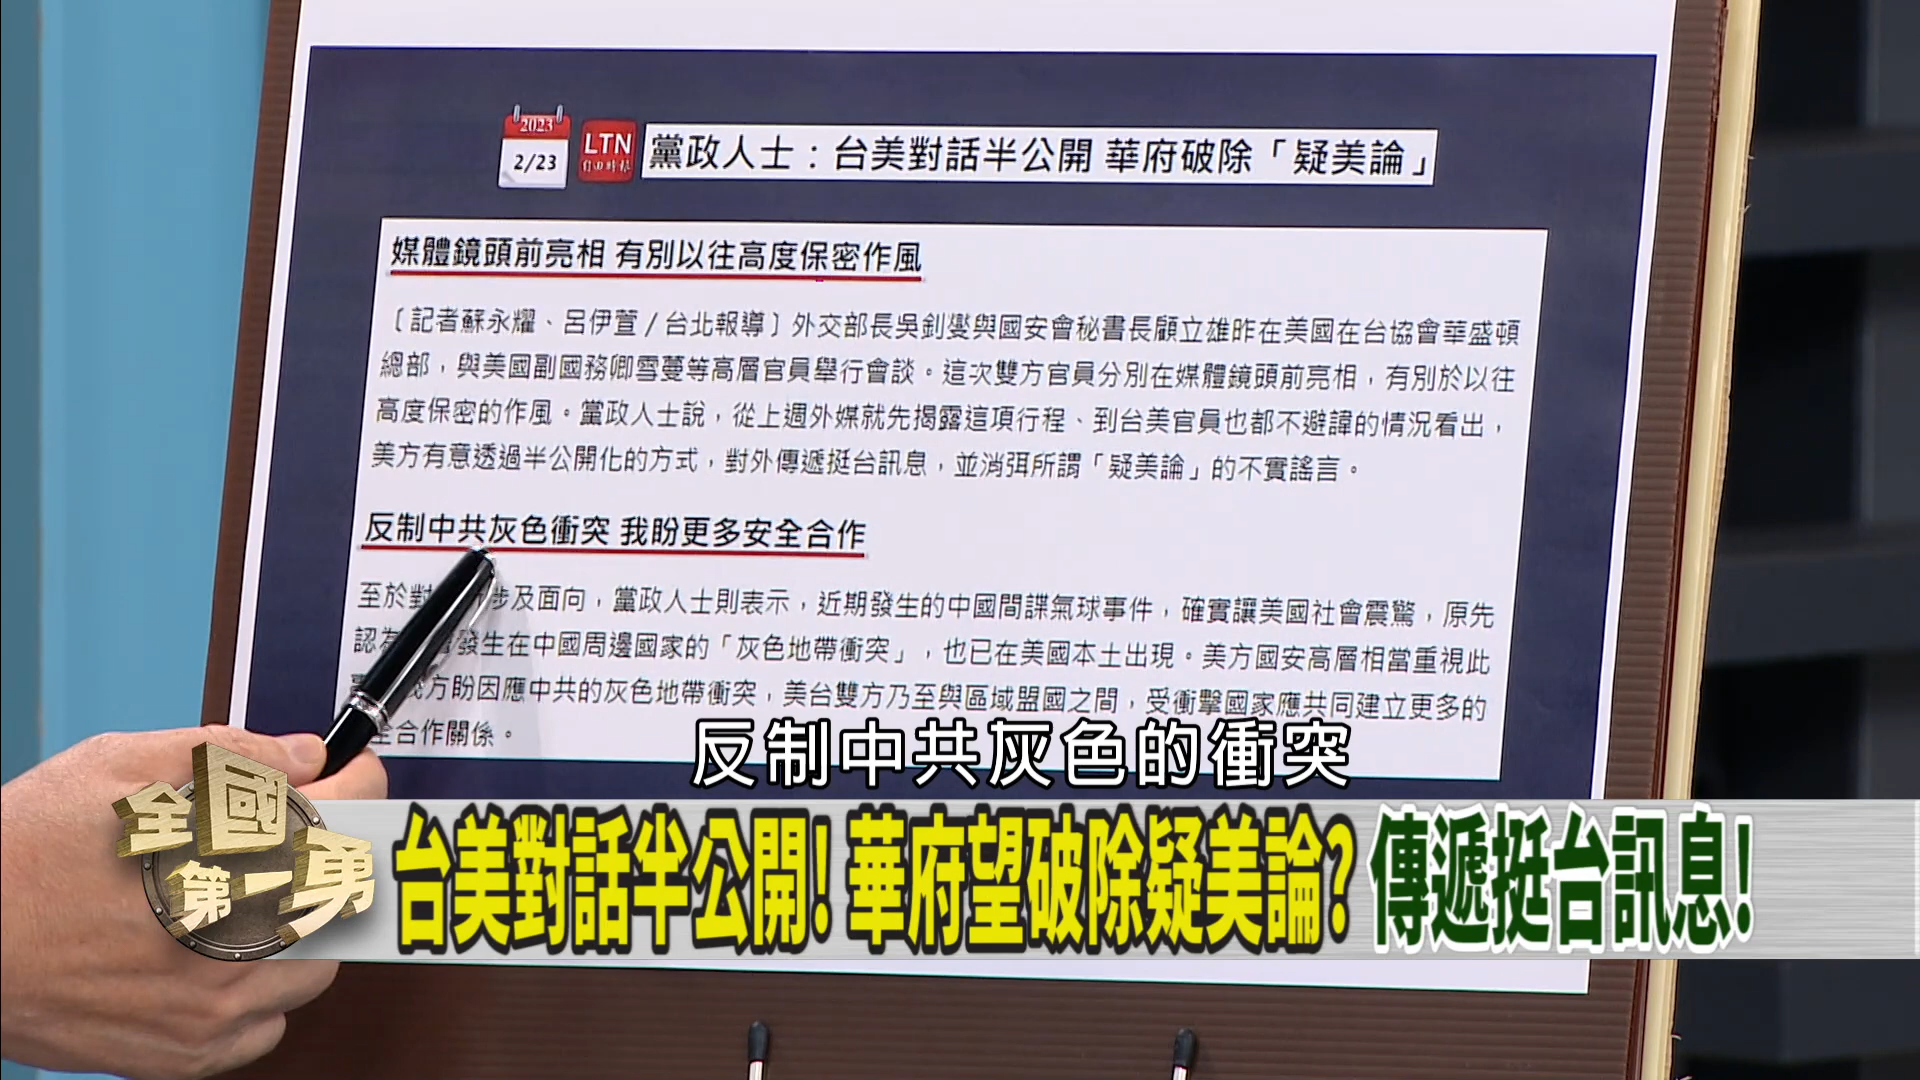 2023
2/23
LTN
自由時報
黨政人士：台美對話半公開 華府破除「疑美論」
媒體鏡頭前亮相 有別以往高度保密作風
〔記者蘇永耀、呂伊萱／台北報導〕外交部長吳釗燮與國安會秘書長顧立雄昨在美國在台協會華盛頓
總部，與美國副國務卿雪蔓等高層官員舉行會談。這次雙方官員分別在媒體鏡頭前亮相，有別於以往
高度保密的作風。黨政人士說，從上週外媒就先揭露這項行程、到台美官員也都不避諱的情況看出，
美方有意透過半公開化的方式，對外傳遞挺台訊息，並消弭所謂「疑美論」的不實謠言。
反制中共灰色衝突 我盼更多安全合作
至於對 涉及面向，黨政人士則表示，近期發生的中國間諜氣球事件，確實讓美國社會震驚，原先
認為 發生在中國周邊國家的「灰色地帶衝突」，也已在美國本土出現。美方國安高層相當重視此
方盼因應中共的灰色地帶衝突，美台雙方乃至與區域盟國之間，受衝擊國家應共同建立更多的
全合作關係。
反制中共灰色的衝突
全國
第一勇
台美對話半公開! 華府望破除疑美論? 傳遞挺台訊息!